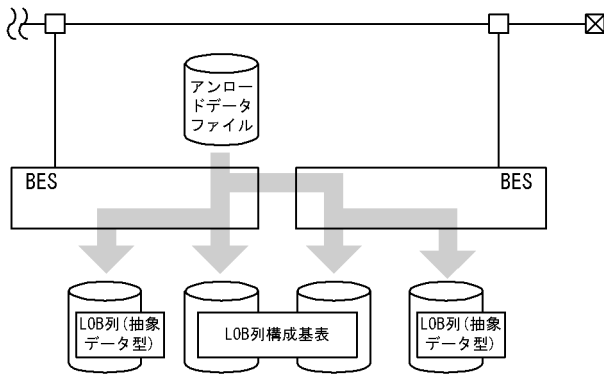 アンロー
ドデータ
ファイル
BES
BES
LOB列(抽象
データ型)
LOB列構成基表
LOB列(抽象
データ型)